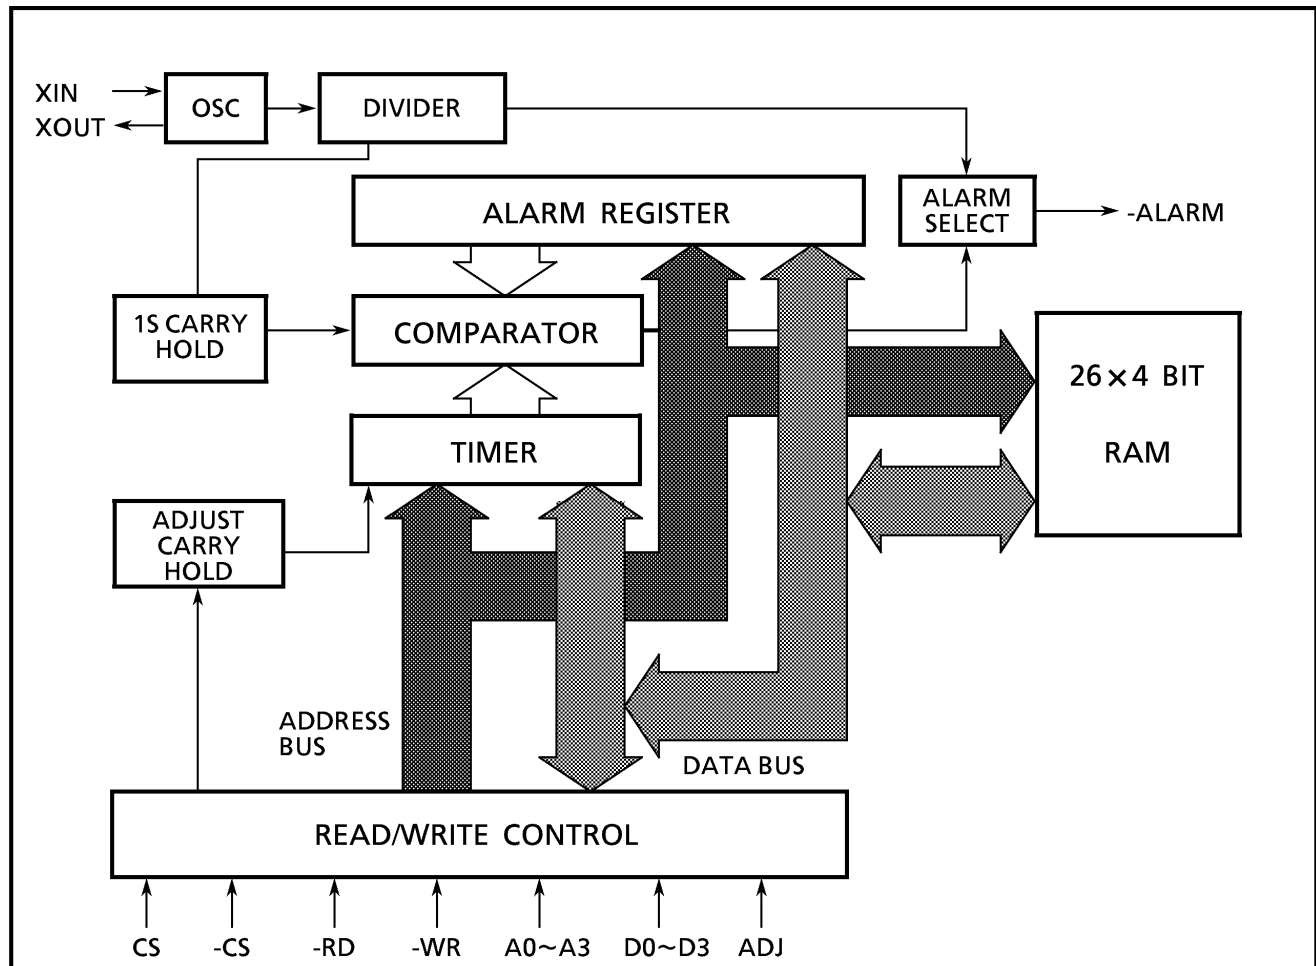 XIN
XOUT
OSC
DIVIDER
ALARM REGISTER
ALARM
SELECT
-ALARM
1S CARRY
HOLD
COMPARATOR
26×4 BIT
RAM
TIMER
ADJUST
CARRY
HOLD
ADDRESS
BUS
DATA BUS
READ/WRITE CONTROL
CS
-CS
-RD
-WR
A0~A3
D0~D3
ADJ